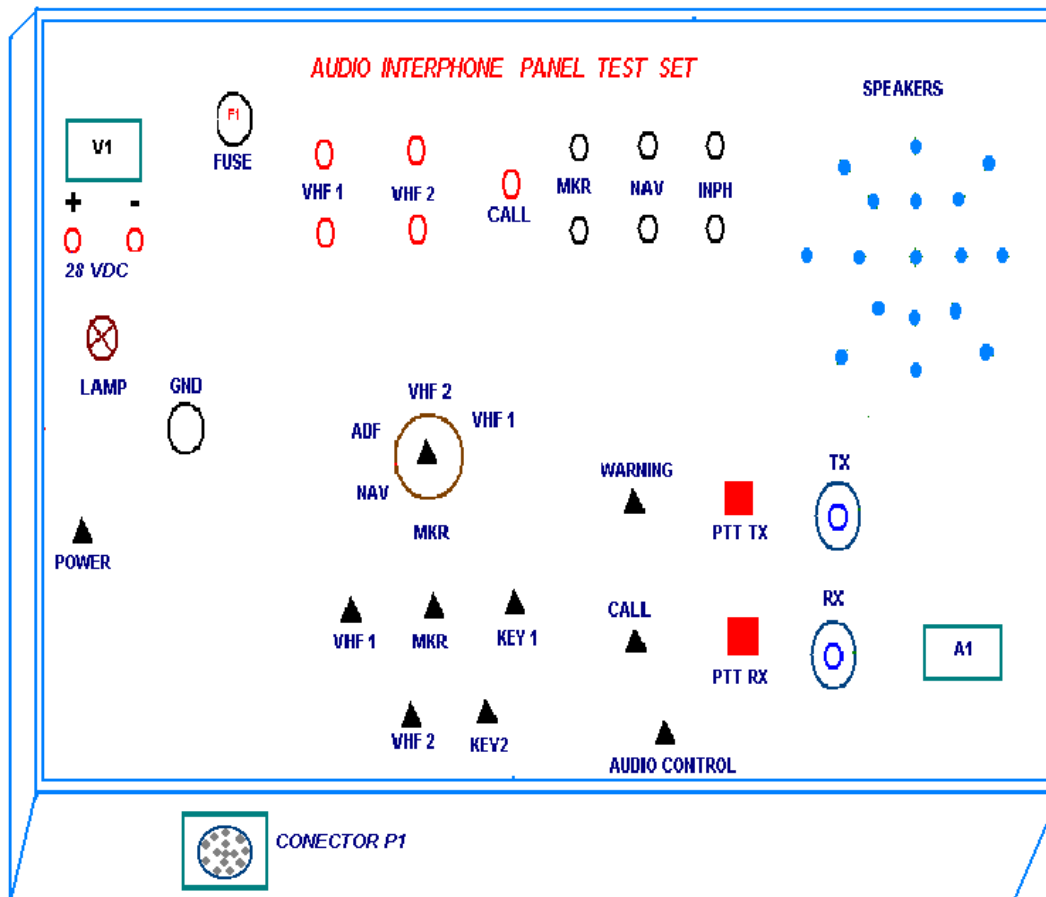 AUDIO INTERPHONE PANEL TEST SET
SPEAKERS
F1
V1
FUSE
+ -
VHF 1
VHF 2
CALL
MKR
NAV
INPH
28 VDC
LAMP
GND
VHF 2
VHF 1
ADF
NAV
MKR
WARNING
TX
PTT TX
POWER
VHF 1
MKR
KEY 1
CALL
RX
PTT RX
A1
VHF 2
KEY2
AUDIO CONTROL
CONECTOR P1